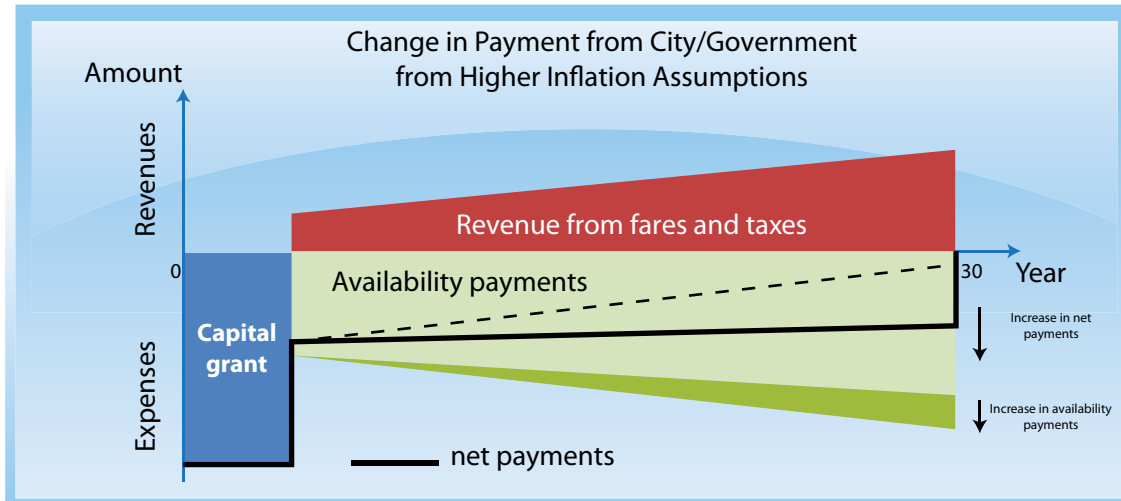 Change in Payment from City/Government
from Higher Inflation Assumptions
Amount
Revenues
Revenue from fares and taxes
0
30
Year
Availability payments
Capital
grant
Increase in net
payments
Expenses
Increase in availability
payments
net payments